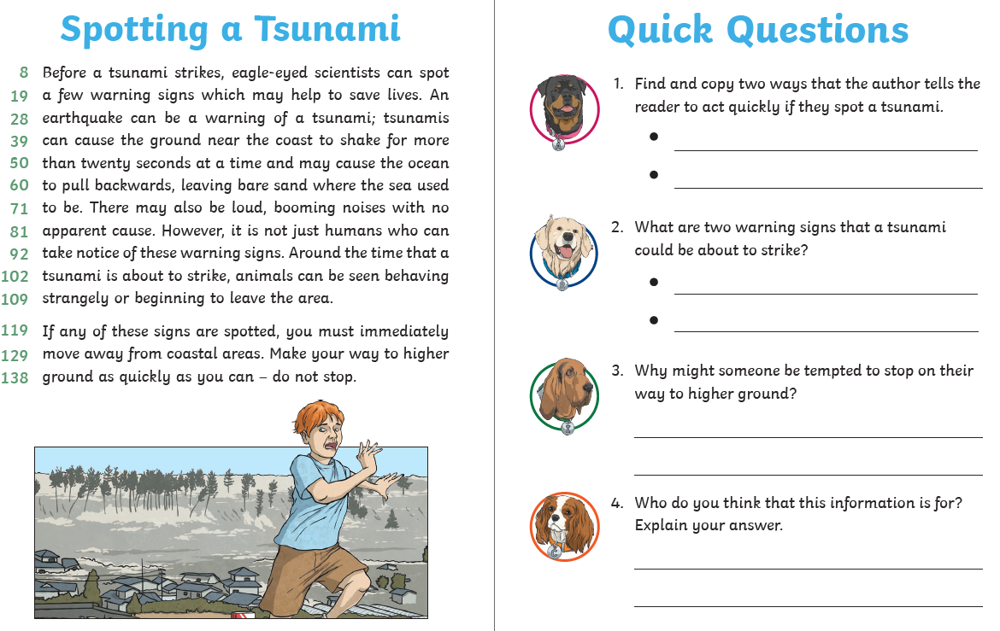 Spotting a Tsunami
8 Before a tsunami strikes, eagle-eyed scientists can spot
19 a few warning signs which may help to save lives. An
28 earthquake can be a warning of a tsunami; tsunamis
39 can cause the ground near the coast to shake for more
50 than twenty seconds at a time and may cause the ocean
60 to pull backwards, leaving bare sand where the sea used
71 to be. There may also be loud, booming noises with no
81 apparent cause. However, it is not just humans who can
92 take notice of these warning signs. Around the time that a
102 tsunami is about to strike, animals can be seen behaving
109 strangely or beginning to leave the area.
119 If any of these signs are spotted, you must immediately
129 move away from coastal areas. Make your way to higher
138 ground as quickly as you can – do not stop.
Quick Questions
1. Find and copy two ways that the author tells the
reader to act quickly if they spot a tsunami.
2. What are two warning signs that a tsunami
could be about to strike?
3. Why might someone be tempted to stop on their
way to higher ground?
4. Who do you think that this information is for?
Explain your answer.